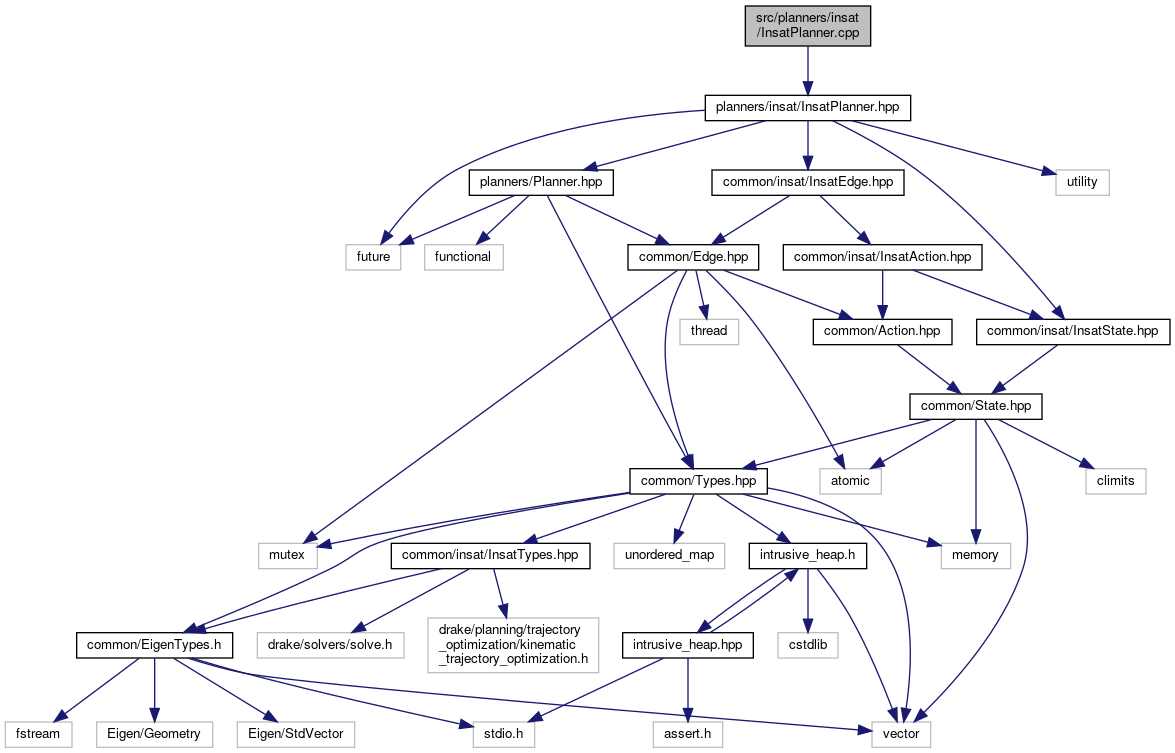 src/planners/insat
/InsatPlanner.cpp
planners/insat/InsatPlanner.hpp
planners/Planner.hpp
common/insat/InsatEdge.hpp
utility
future
functional
common/Edge.hpp
common/insat/InsatAction.hpp
thread
common/Action.hpp
common/insat/InsatState.hpp
common/State.hpp
common/Types.hpp
atomic
climits
mutex
common/insat/InsatTypes.hpp
unordered_map
intrusive_heap.h
memory
common/EigenTypes.h
drake/solvers/solve.h
drake/planning/trajectory
_optimization/kinematic
_trajectory_optimization.h
intrusive_heap.hpp
cstdlib
fstream
Eigen/Geometry
Eigen/StdVector
stdio.h
assert.h
vector